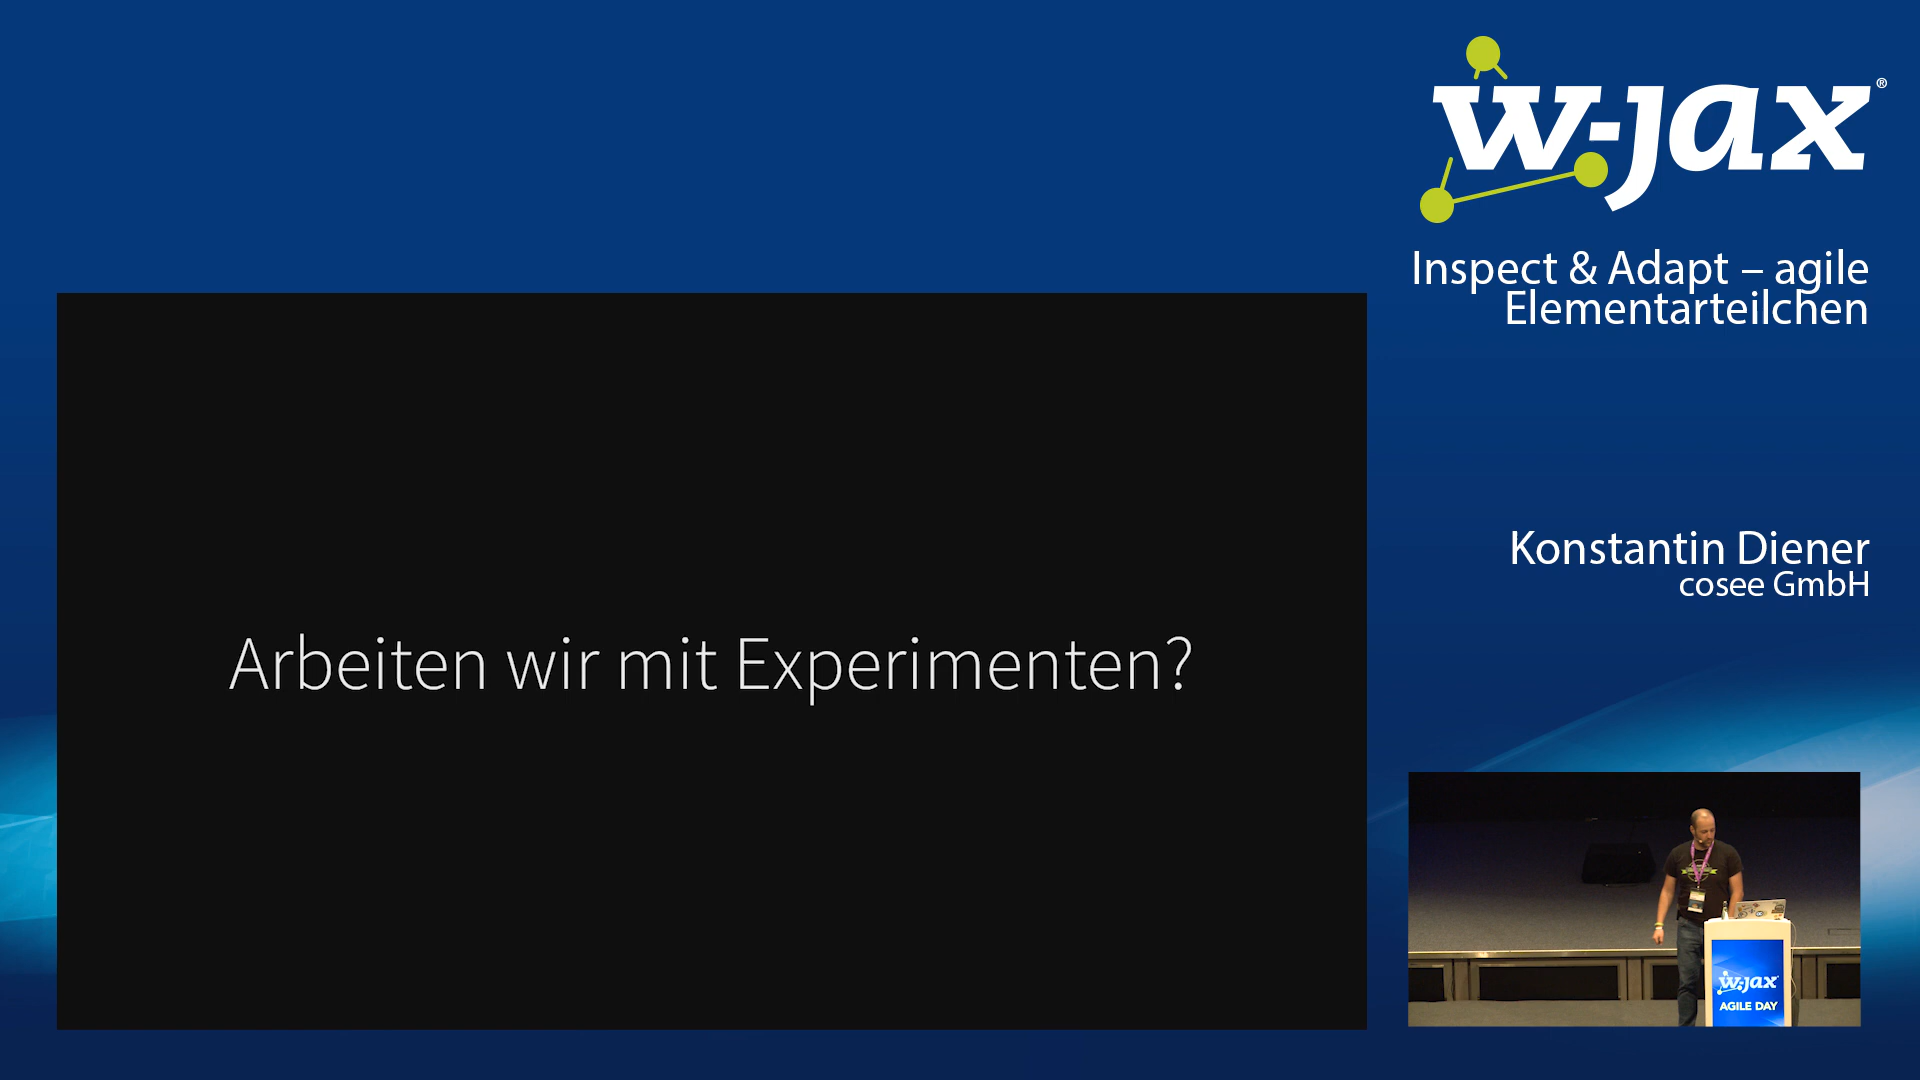 w-jax®
Inspect & Adapt – agile
Elementarteilchen
Arbeiten wir mit Experimenten?
Konstantin Diener
cosee GmbH
w-jax
AGILE DAY